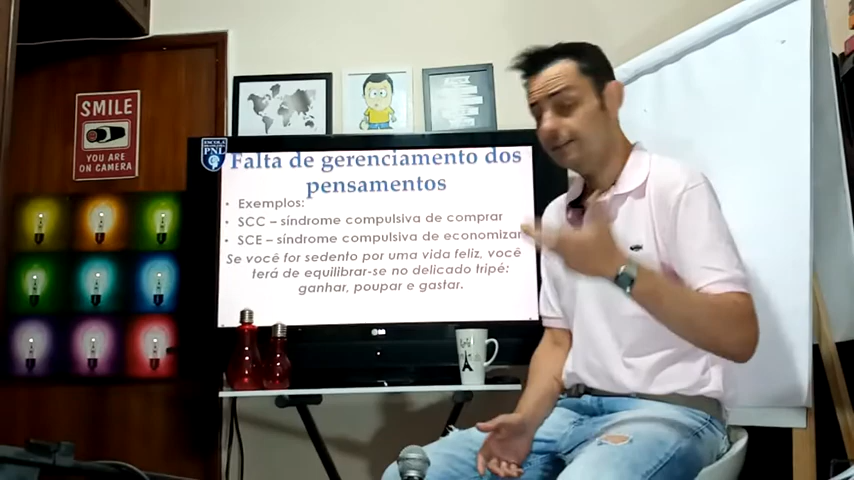 SMILE
YOU ARE
ON CAMERA
ESCOLA
PNL
Falta de gerenciamento dos
pensamentos
• Exemplos:
• SCC – síndrome compulsiva de comprar
• SCE – síndrome compulsiva de economizar
Se você for sedento por uma vida feliz, você
terá de equilibrar-se no delicado tripé:
ganhar, poupar e gastar.
LG